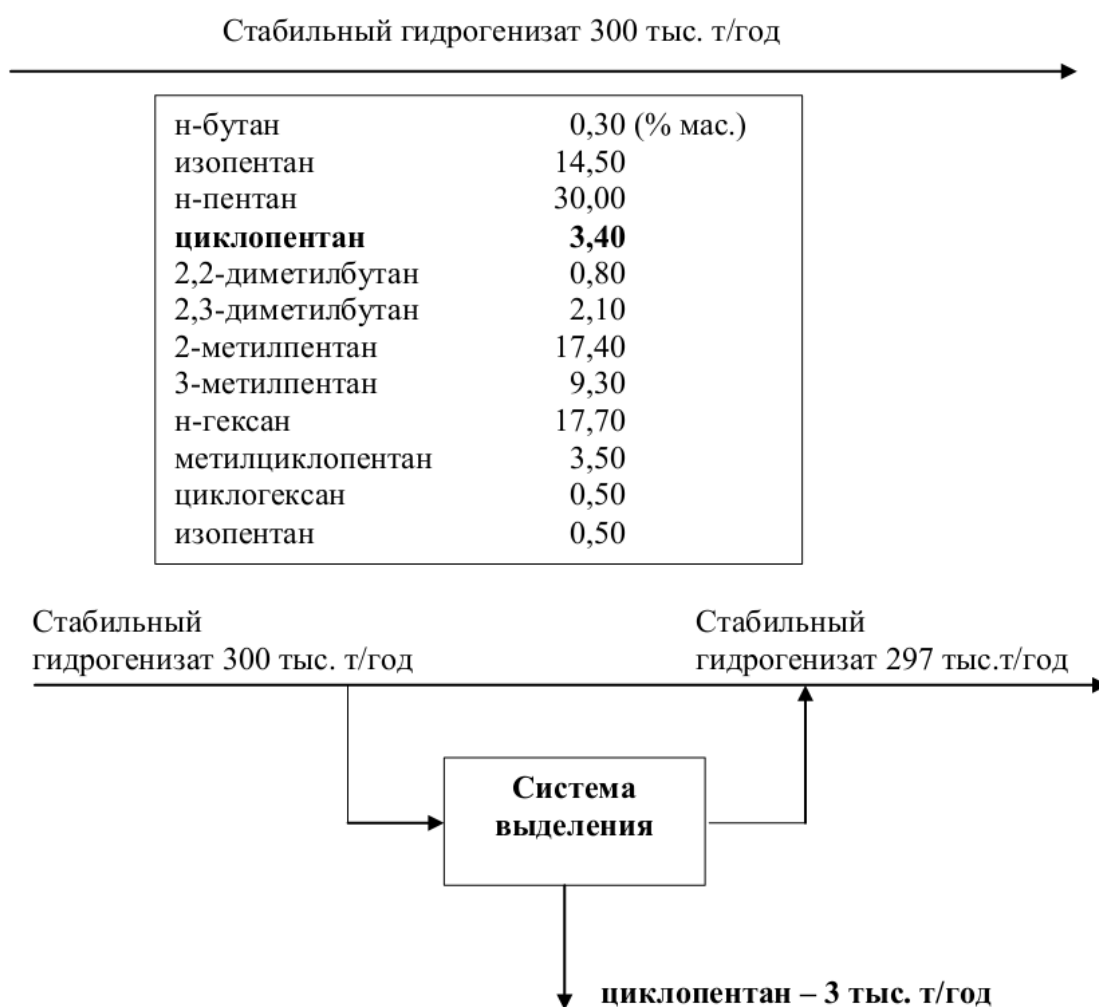 Стабильный гидрогенизат 300 тыс. т/год
н-бутан 0,30 (% мас.)
изопентан 14,50
н-пентан 30,00
циклопентан 3,40
2,2-диметилбутан 0,80
2,3-диметилбутан 2,10
2-метилпентан 17,40
3-метилпентан 9,30
н-гексан 17,70
метилциклопентан 3,50
циклогексан 0,50
изопентан 0,50
Стабильный
гидрогенизат 300 тыс. т/год
Стабильный
гидрогенизат 297 тыс.т/год
Система
выделения
циклопентан – 3 тыс. т/год